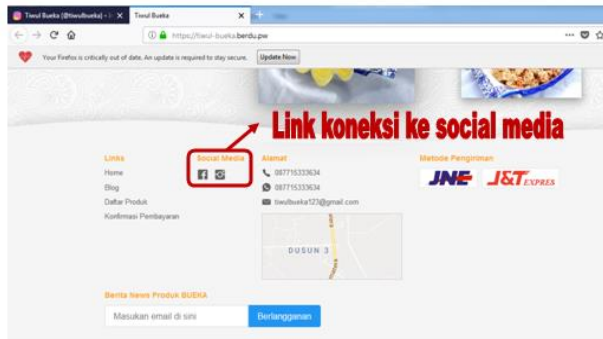 Tiwul Bueka (@tiwulbueka) •
Tiwul Bueka
https://tiwul-bueka.berdu.pw
Your Firefox is critically out of date. An update is required to stay secure.
Update Now
Link koneksi ke social media
Links
Home
Blog
Daftar Produk
Konfirmasi Pembayaran
Social Media
Alamat
087715333634
087715333634
tiwulbueka123@gmail.com
DUSUN 3
Metode Pengiriman
JNE
J&T EXPRES
Berita News Produk BUEKA
Masukan email di sini
Berlangganan